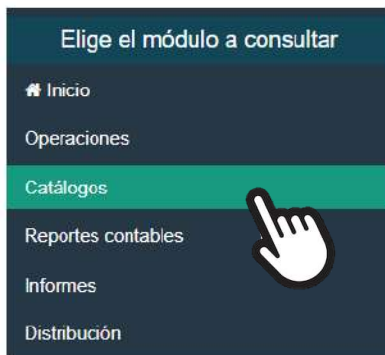 Elige el módulo a consultar
Inicio
Operaciones
Catálogos
Reportes contables
Informes
Distribución